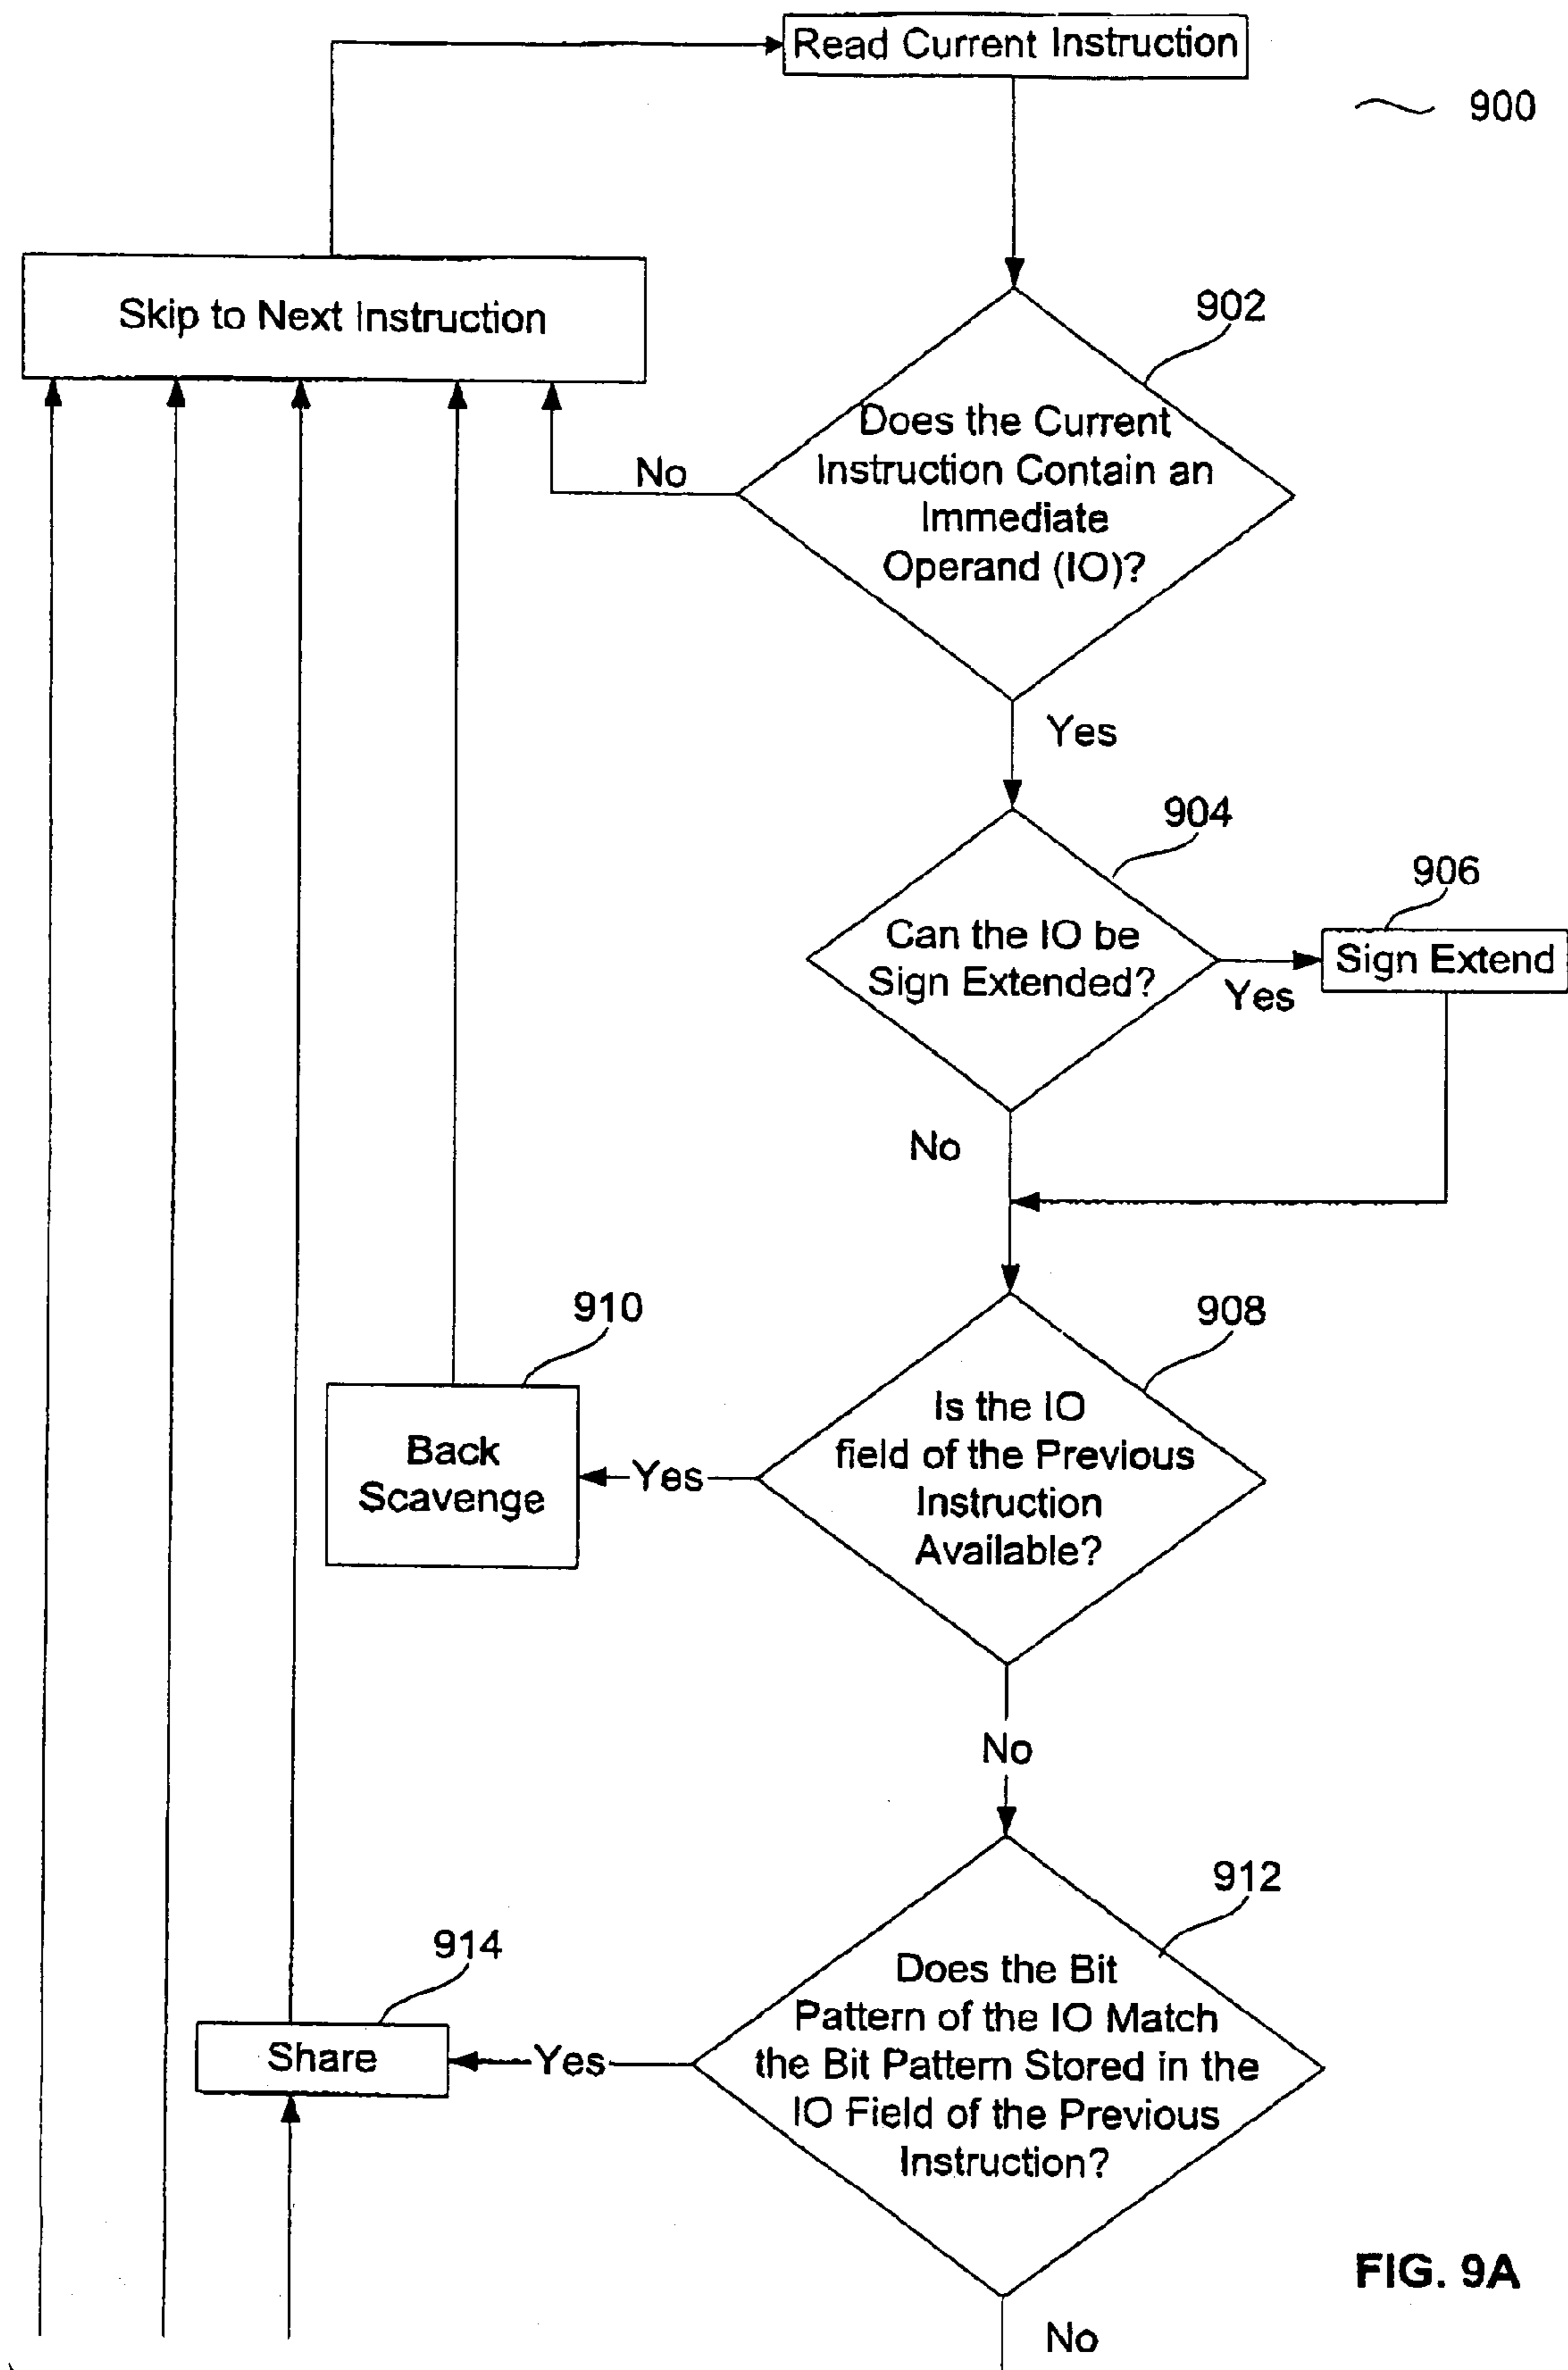 Read Current Instruction
900
Skip to Next Instruction
902
Does the Current
Instruction Contain an
Immediate
Operand (IO)?
No
Yes
904
Can the IO be
Sign Extended?
Yes
906
Sign Extend
No
910
Back
Scavenge
Yes
908
Is the IO
field of the Previous
Instruction
Available?
No
912
914
Share
Yes
Does the Bit
Pattern of the IO Match
the Bit Pattern Stored in the
IO Field of the Previous
Instruction?
FIG. 9A
No